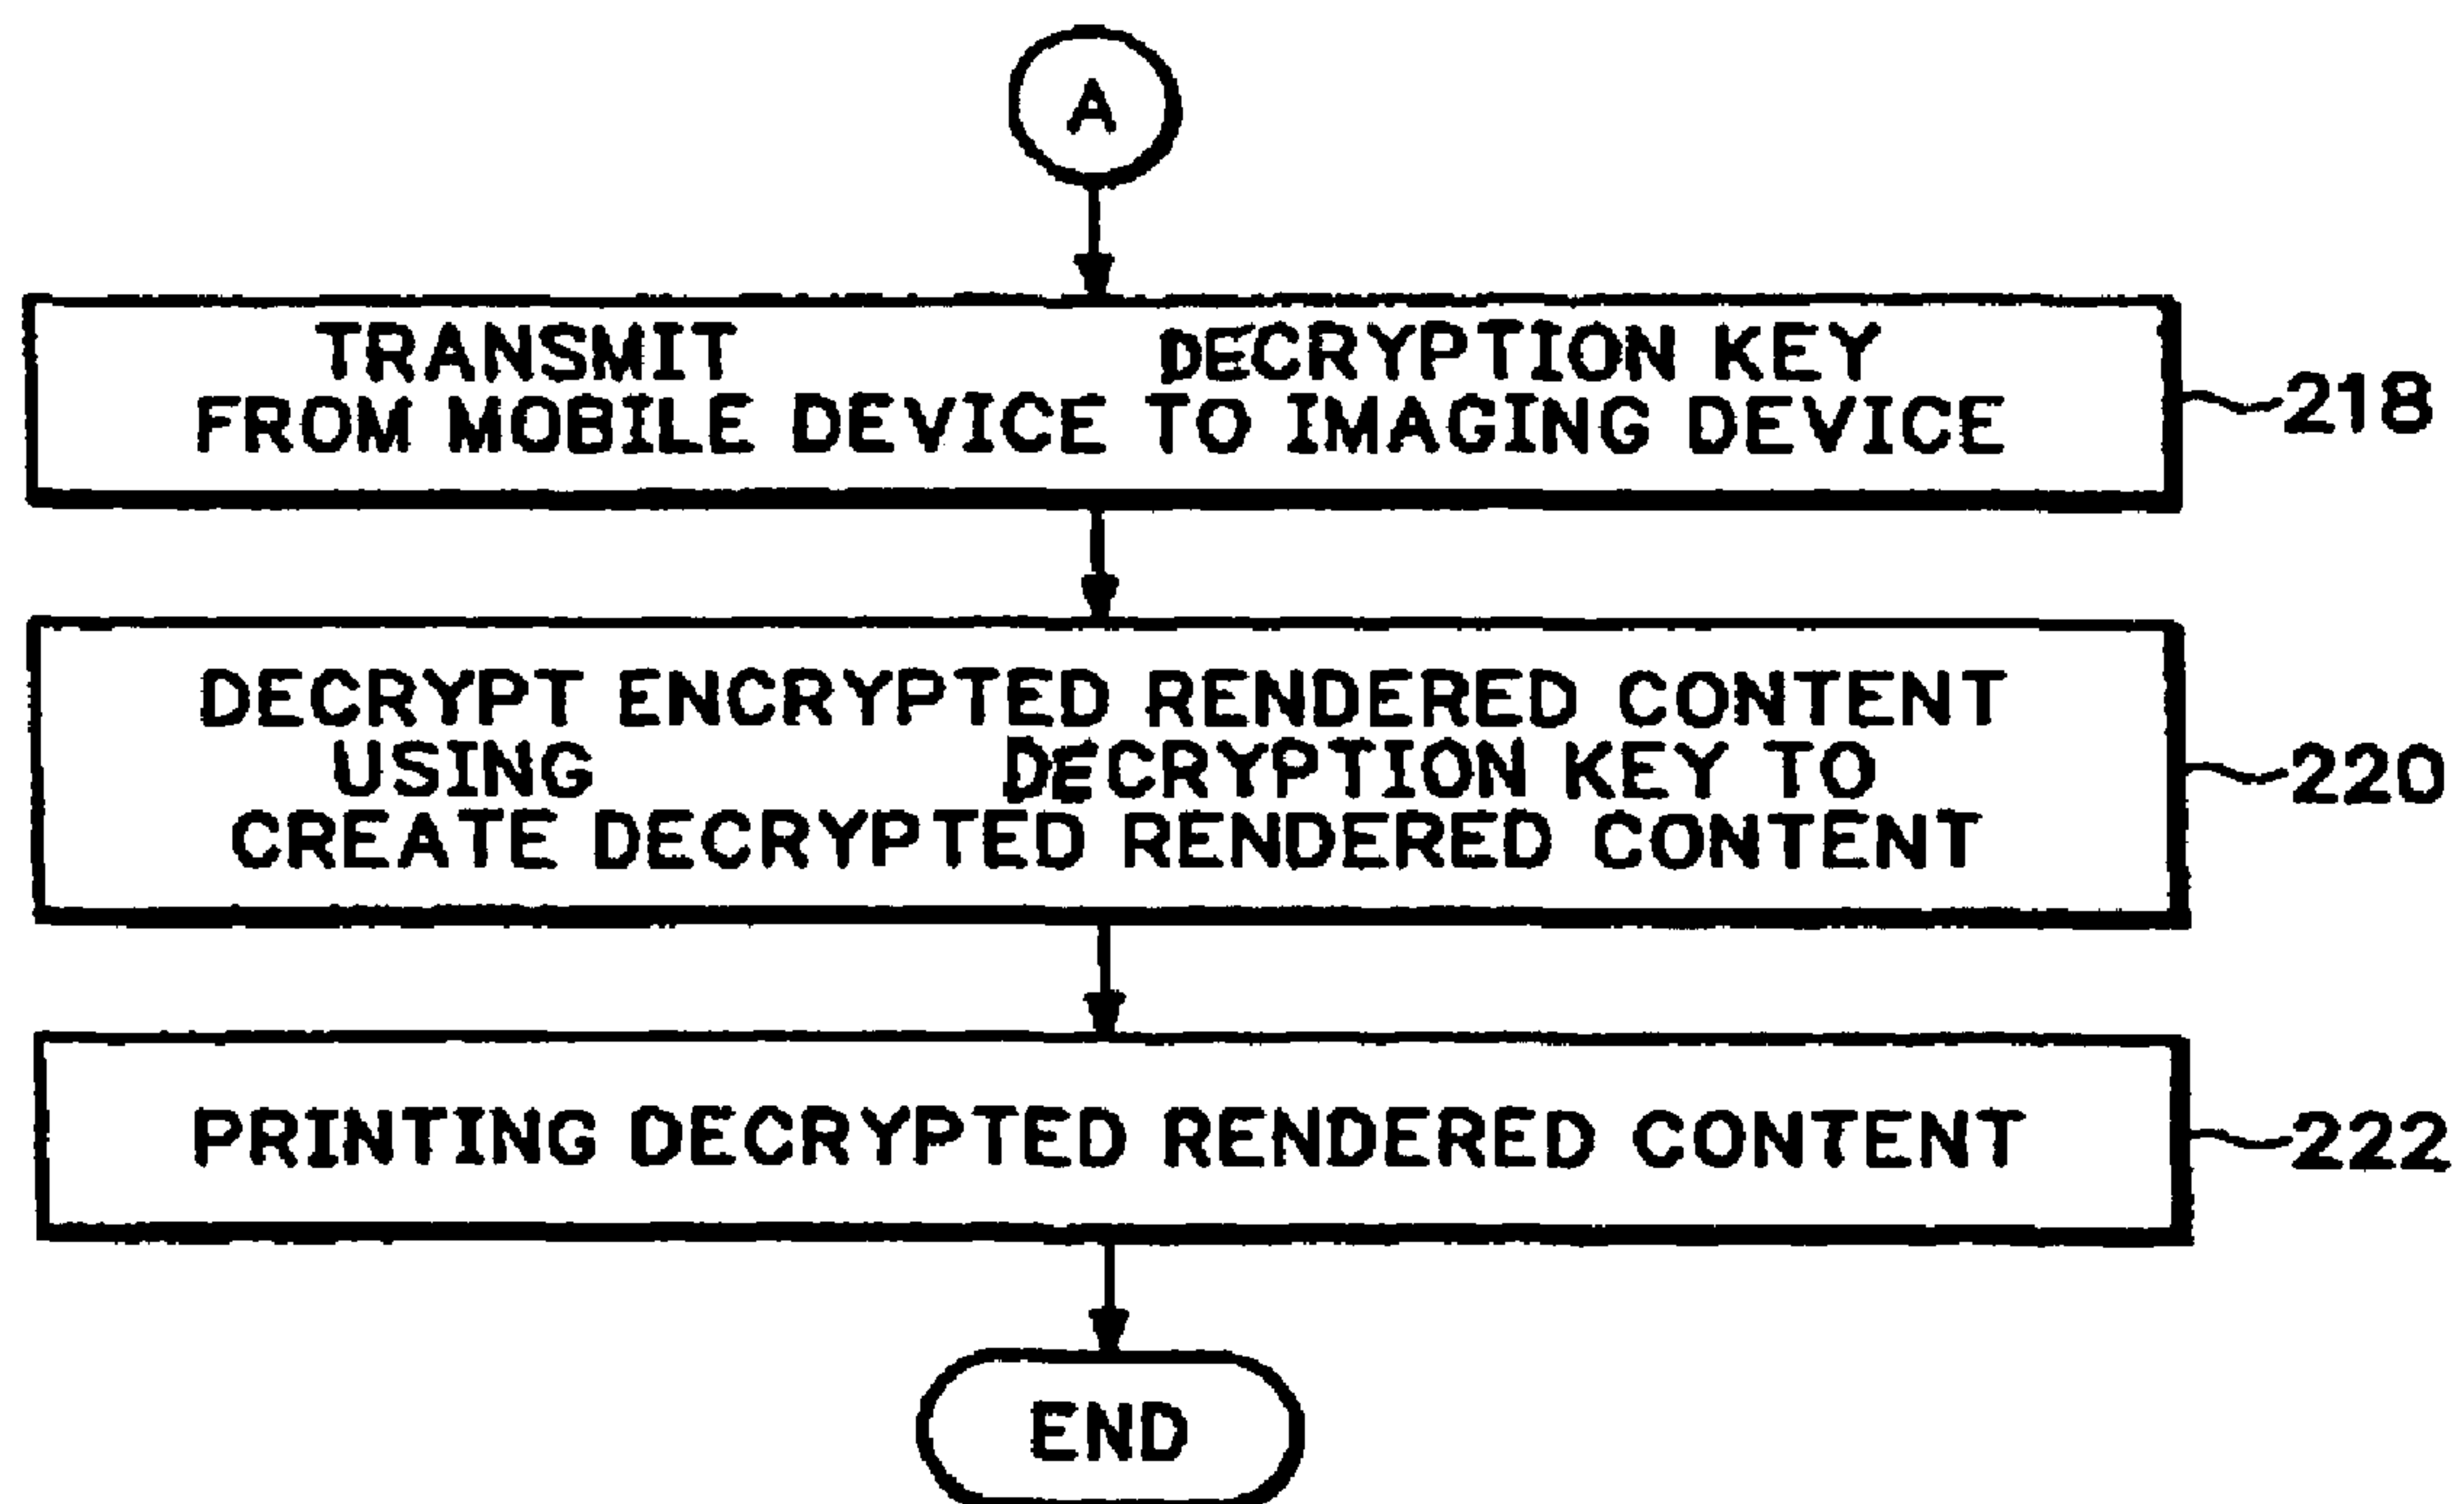 A
TRANSMIT DECRYPTION KEY
FROM MOBILE DEVICE TO IMAGING DEVICE
218
DECRYPT ENCRYPTED RENDERED CONTENT
USING DECRYPTION KEY TO
CREATE DECRYPTED RENDERED CONTENT
220
PRINTING DECRYPTED RENDERED CONTENT
222
END